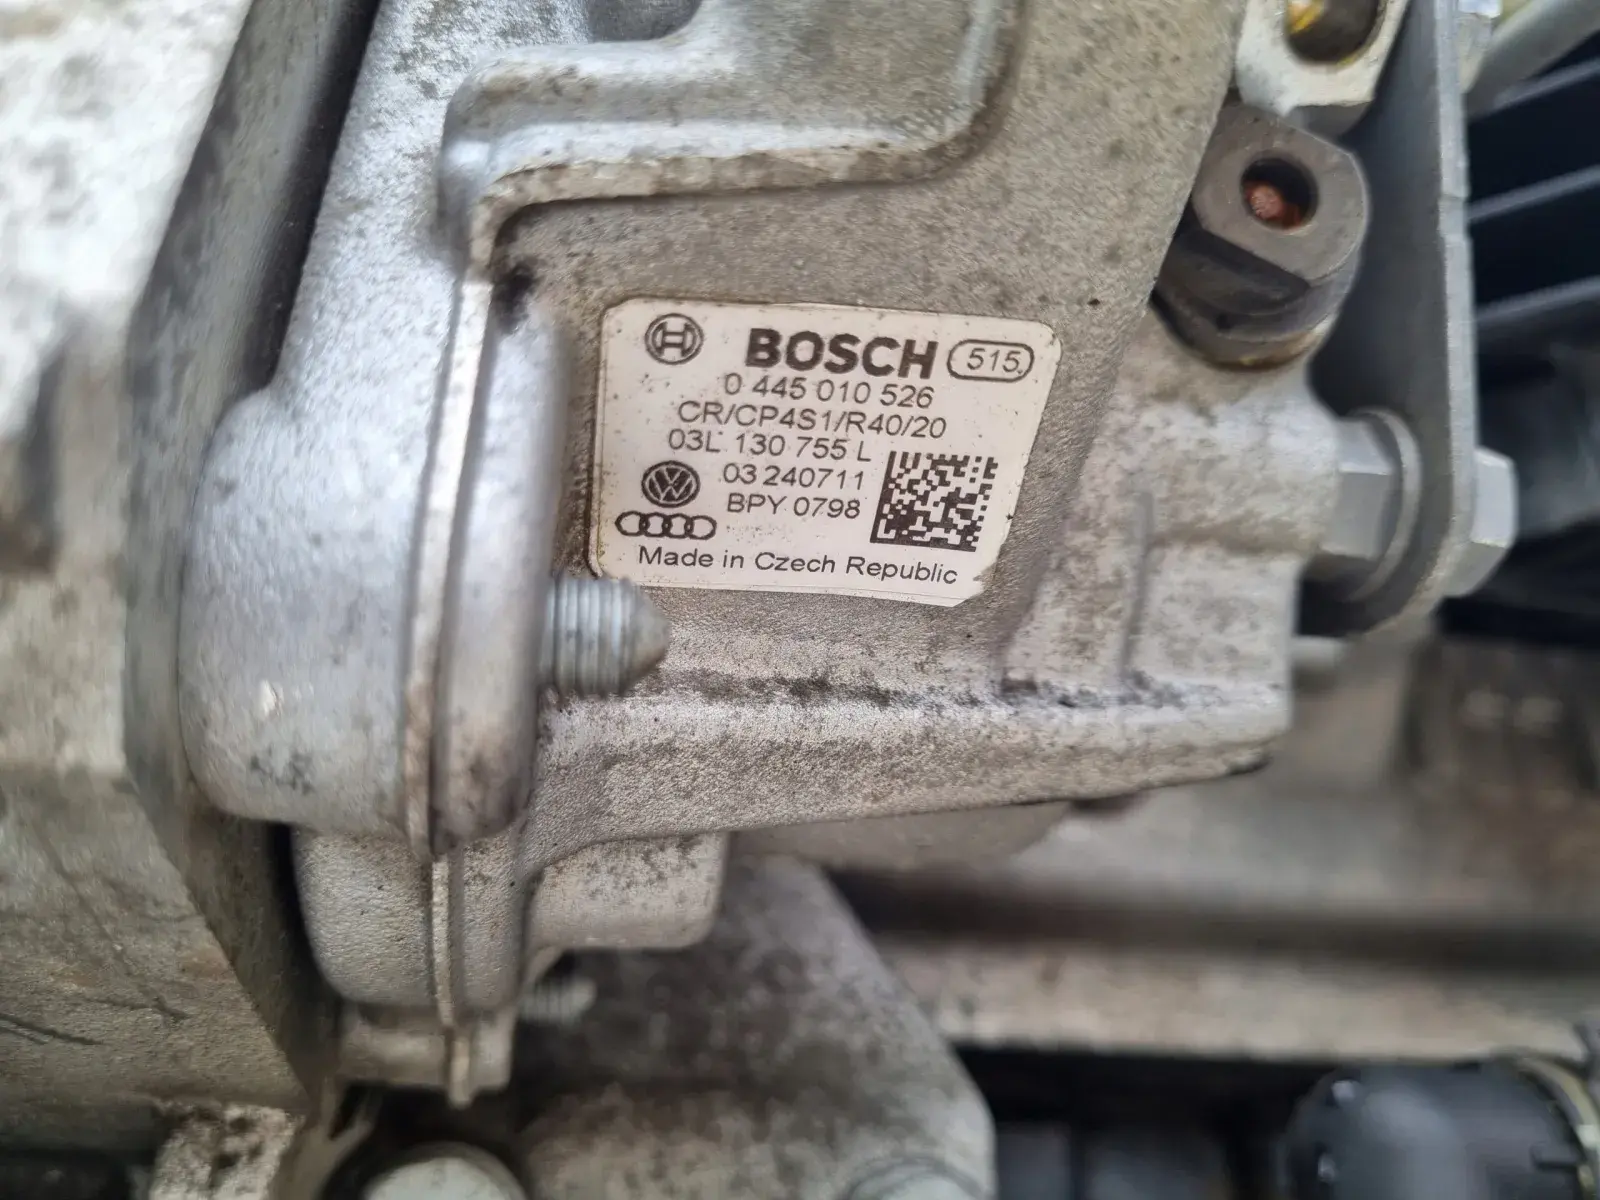 BOSCH 515
0 445 010 526
CR/CP4S1/R40/20
03L 130 755 L
03 240711
BPY 0798
Made in Czech Republic